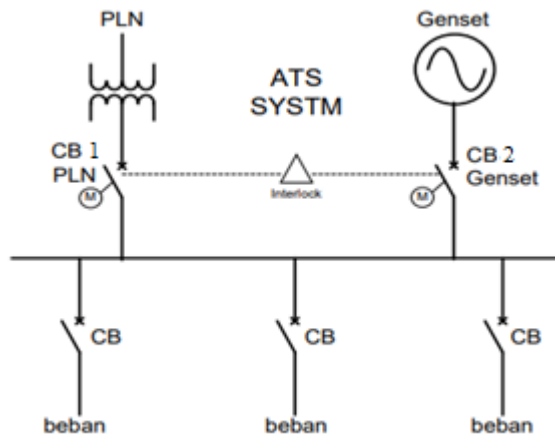 PLN
Genset
ATS
SYSTM
CB 1
PLN
M
Interlock
CB 2
Genset
M
CB
CB
CB
beban
beban
beban